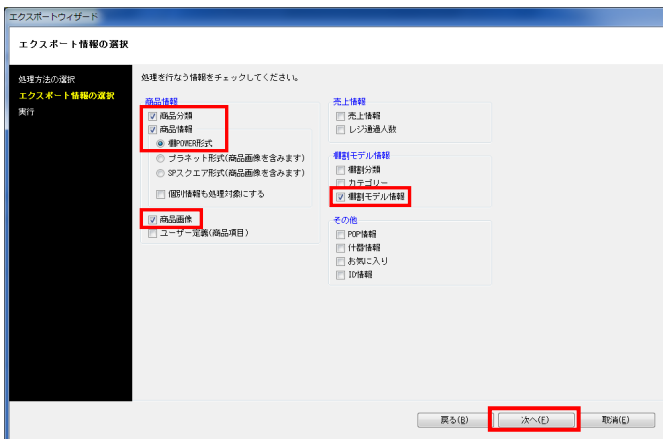 エクスポートウィザード
エクスポート情報の選択
処理方法の選択
エクスポート情報の選択
実行
処理を行なう情報をチェックしてください。
商品情報
商品分類
商品情報
棚POWER形式
プラネット形式(商品画像を含みます)
SPスクエア形式(商品画像を含みます)
個別情報も処理対象にする
商品画像
ユーザー定義(商品項目)
売上情報
売上情報
レジ通過人数
棚割モデル情報
棚割分類
カテゴリー
棚割モデル情報
その他
POP情報
什器情報
お気に入り
ID情報
戻る(B)
次へ(F)
取消(E)